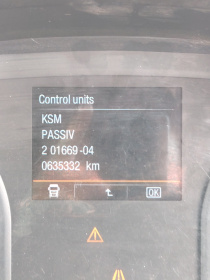 Control units
KSM
PASSIV
2 01669-04
0635332 km
OK